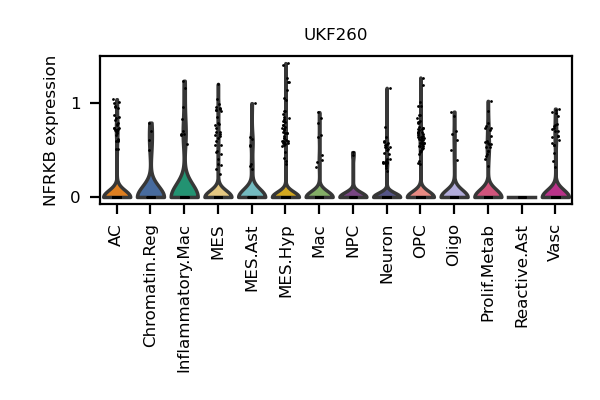 UKF260
NFRKB expression
1
0
AC
Chromatin.Reg
Inflammatory.Mac
MES
MES.Ast
MES.Hyp
Mac
NPC
Neuron
OPC
Oligo
Prolif.Metab
Reactive.Ast
Vasc